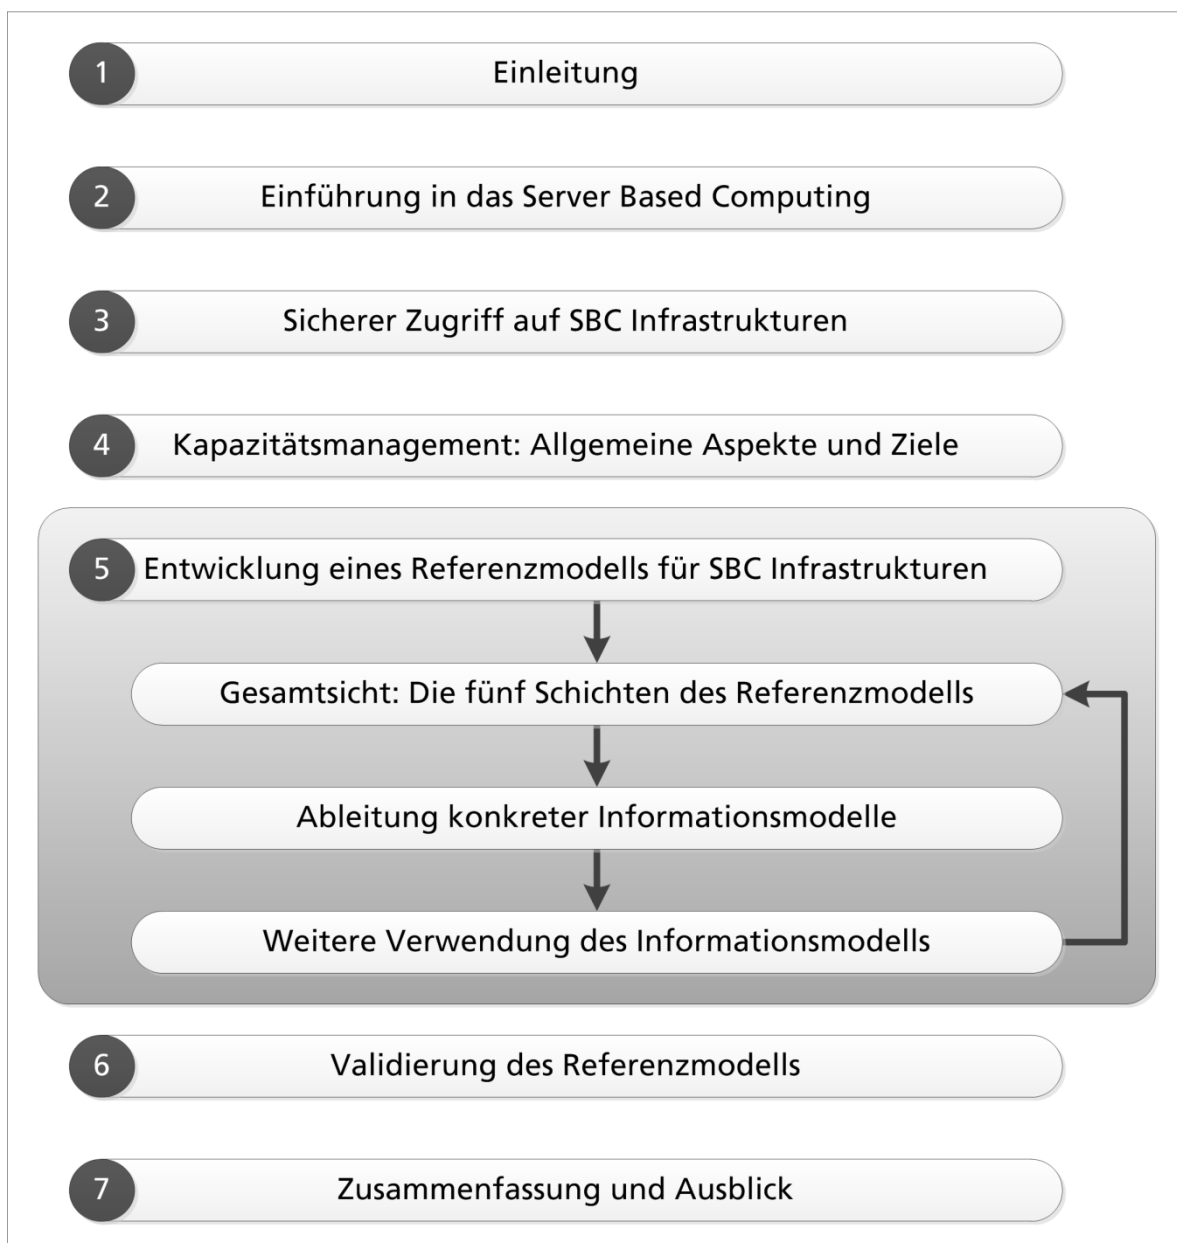 1 Einleitung
2 Einführung in das Server Based Computing
3 Sicherer Zugriff auf SBC Infrastrukturen
4 Kapazitätsmanagement: Allgemeine Aspekte und Ziele
5 Entwicklung eines Referenzmodells für SBC Infrastrukturen
Gesamtsicht: Die fünf Schichten des Referenzmodells
Ableitung konkreter Informationsmodelle
Weitere Verwendung des Informationsmodells
6 Validierung des Referenzmodells
7 Zusammenfassung und Ausblick